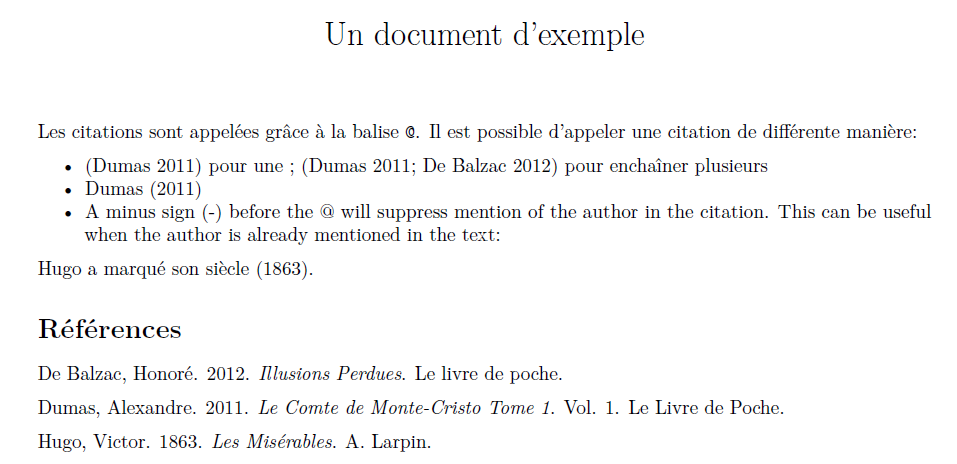 Un document d'exemple
Les citations sont appelées grâce à la balise @. Il est possible d'appeler une citation de différente manière:
• (Dumas 2011) pour une ; (Dumas 2011; De Balzac 2012) pour enchaîner plusieurs
• Dumas (2011)
• A minus sign (-) before the @ will suppress mention of the author in the citation. This can be useful
when the author is already mentioned in the text:
Hugo a marqué son siècle (1863).
Références
De Balzac, Honoré. 2012. Illusions Perdues. Le livre de poche.
Dumas, Alexandre. 2011. Le Comte de Monte-Cristo Tome 1. Vol. 1. Le Livre de Poche.
Hugo, Victor. 1863. Les Misérables. A. Larpin.